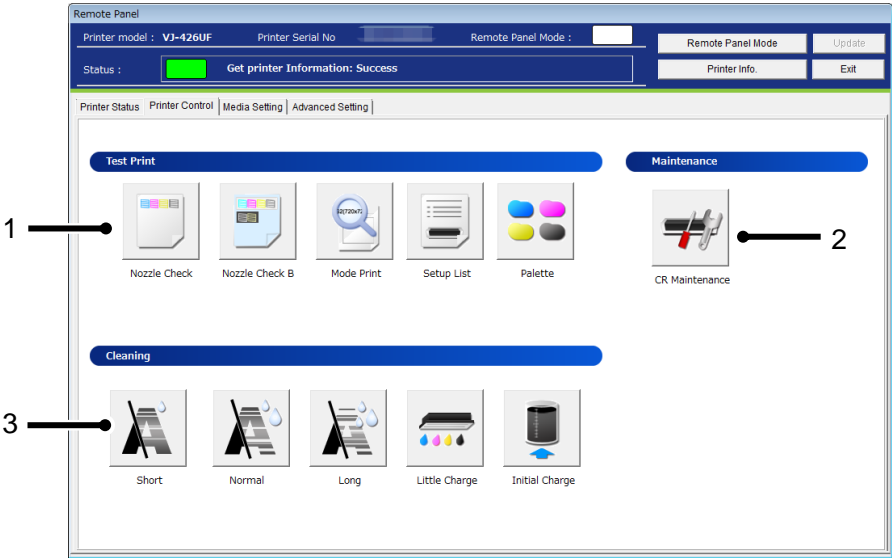 Remote Panel
Printer model : VJ-426UF Printer Serial No Remote Panel Mode :
Remote Panel Mode Update
Status : Get printer Information: Success
Printer Info. Exit
Printer Status Printer Control Media Setting Advanced Setting
Test Print Maintenance
1
2
Nozzle Check Nozzle Check B Mode Print Setup List Palette
CR Maintenance
Cleaning
3
Short Normal Long Little Charge Initial Charge